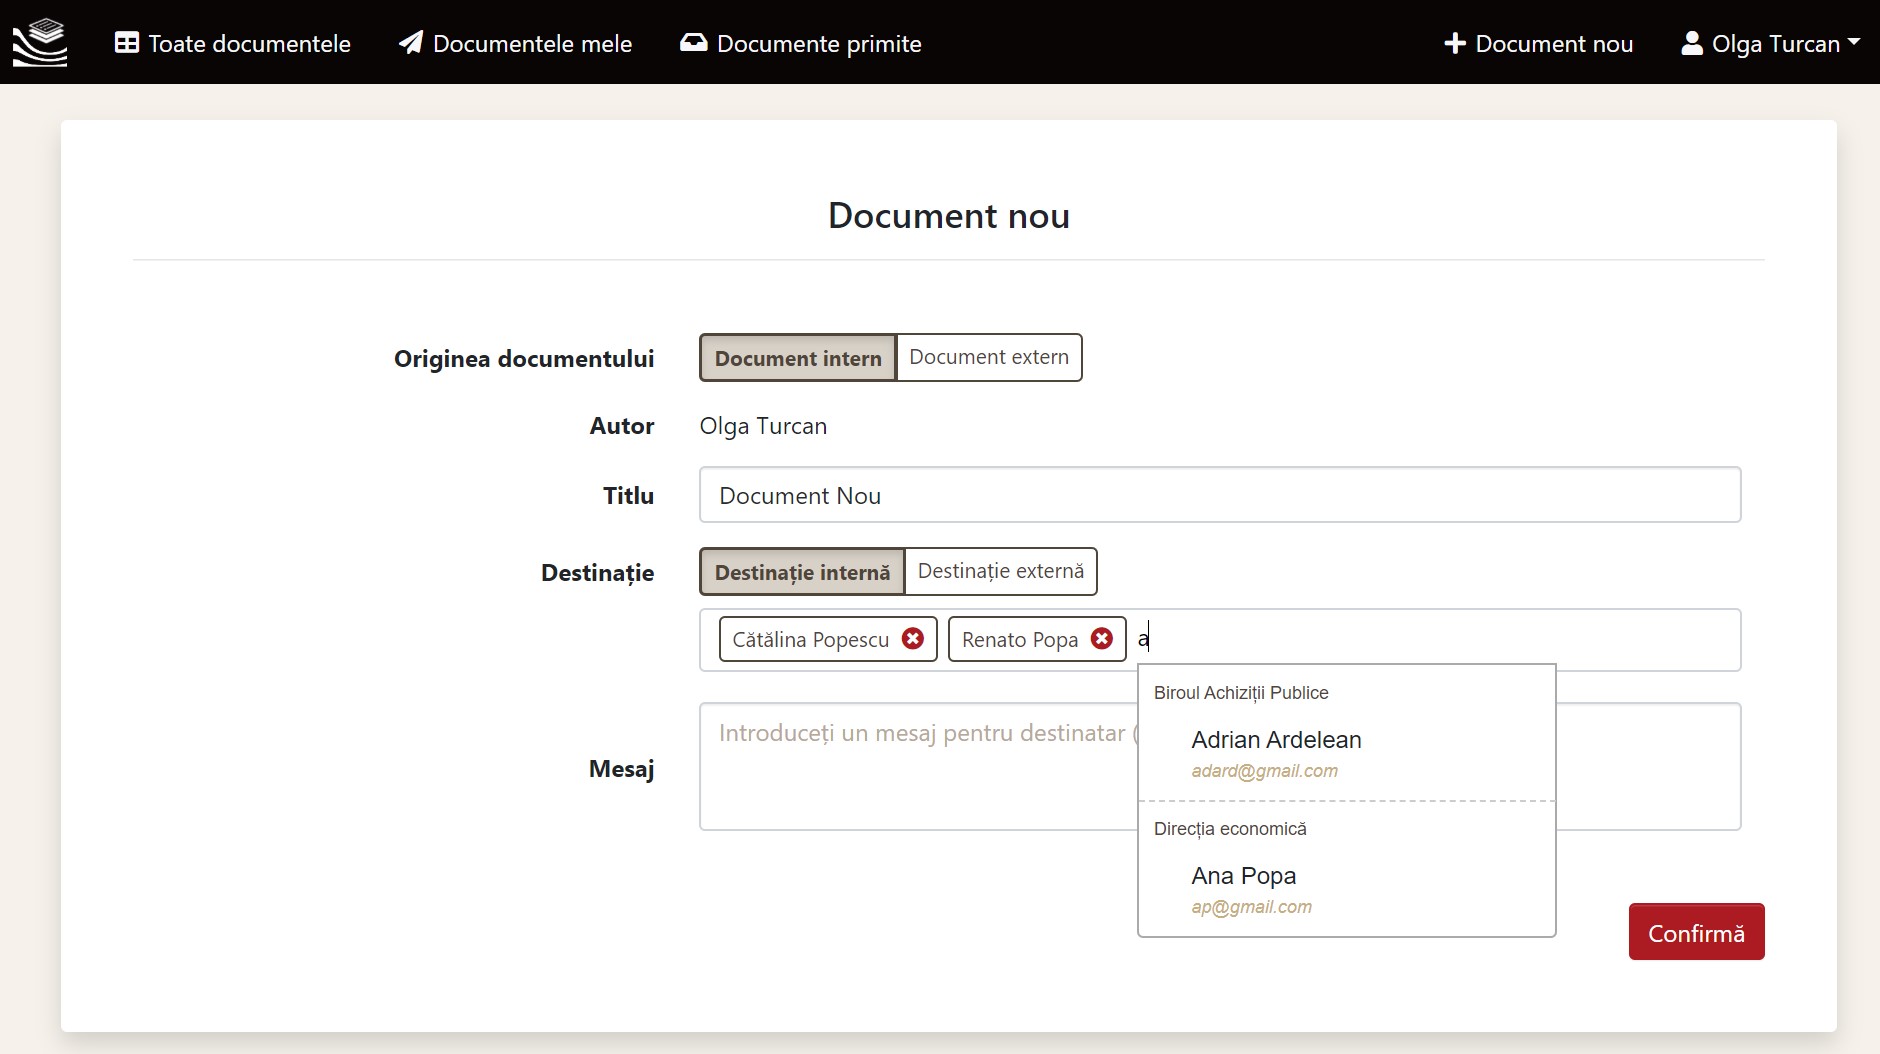 Toate documentele
Documentele mele
Documente primite
Document nou
Olga Turcan
Document nou
Originea documentului
Document intern
Document extern
Autor
Olga Turcan
Titlu
Document Nou
Destinație
Destinație internă
Destinație externă
Cătălina Popescu
Renato Popa
a
Biroul Achiziții Publice
Adrian Ardelean
adard@gmail.com
Direcția economică
Ana Popa
ap@gmail.com
Mesaj
Introduceți un mesaj pentru destinatar (
Confirmă